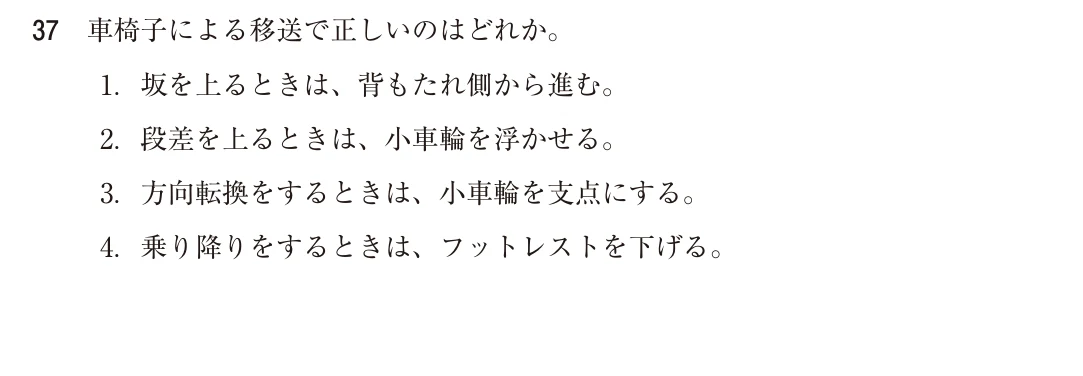 37 車椅子による移送で正しいのはどれか。
1. 坂を上るときは、背もたれ側から進む。
2. 段差を上るときは、小車輪を浮かせる。
3. 方向転換をするときは、小車輪を支点にする。
4. 乗り降りをするときは、フットレストを下げる。